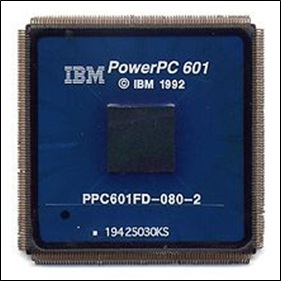 IBM PowerPC 601
© IBM 1992
PPC601FD-080-2
19425030KS